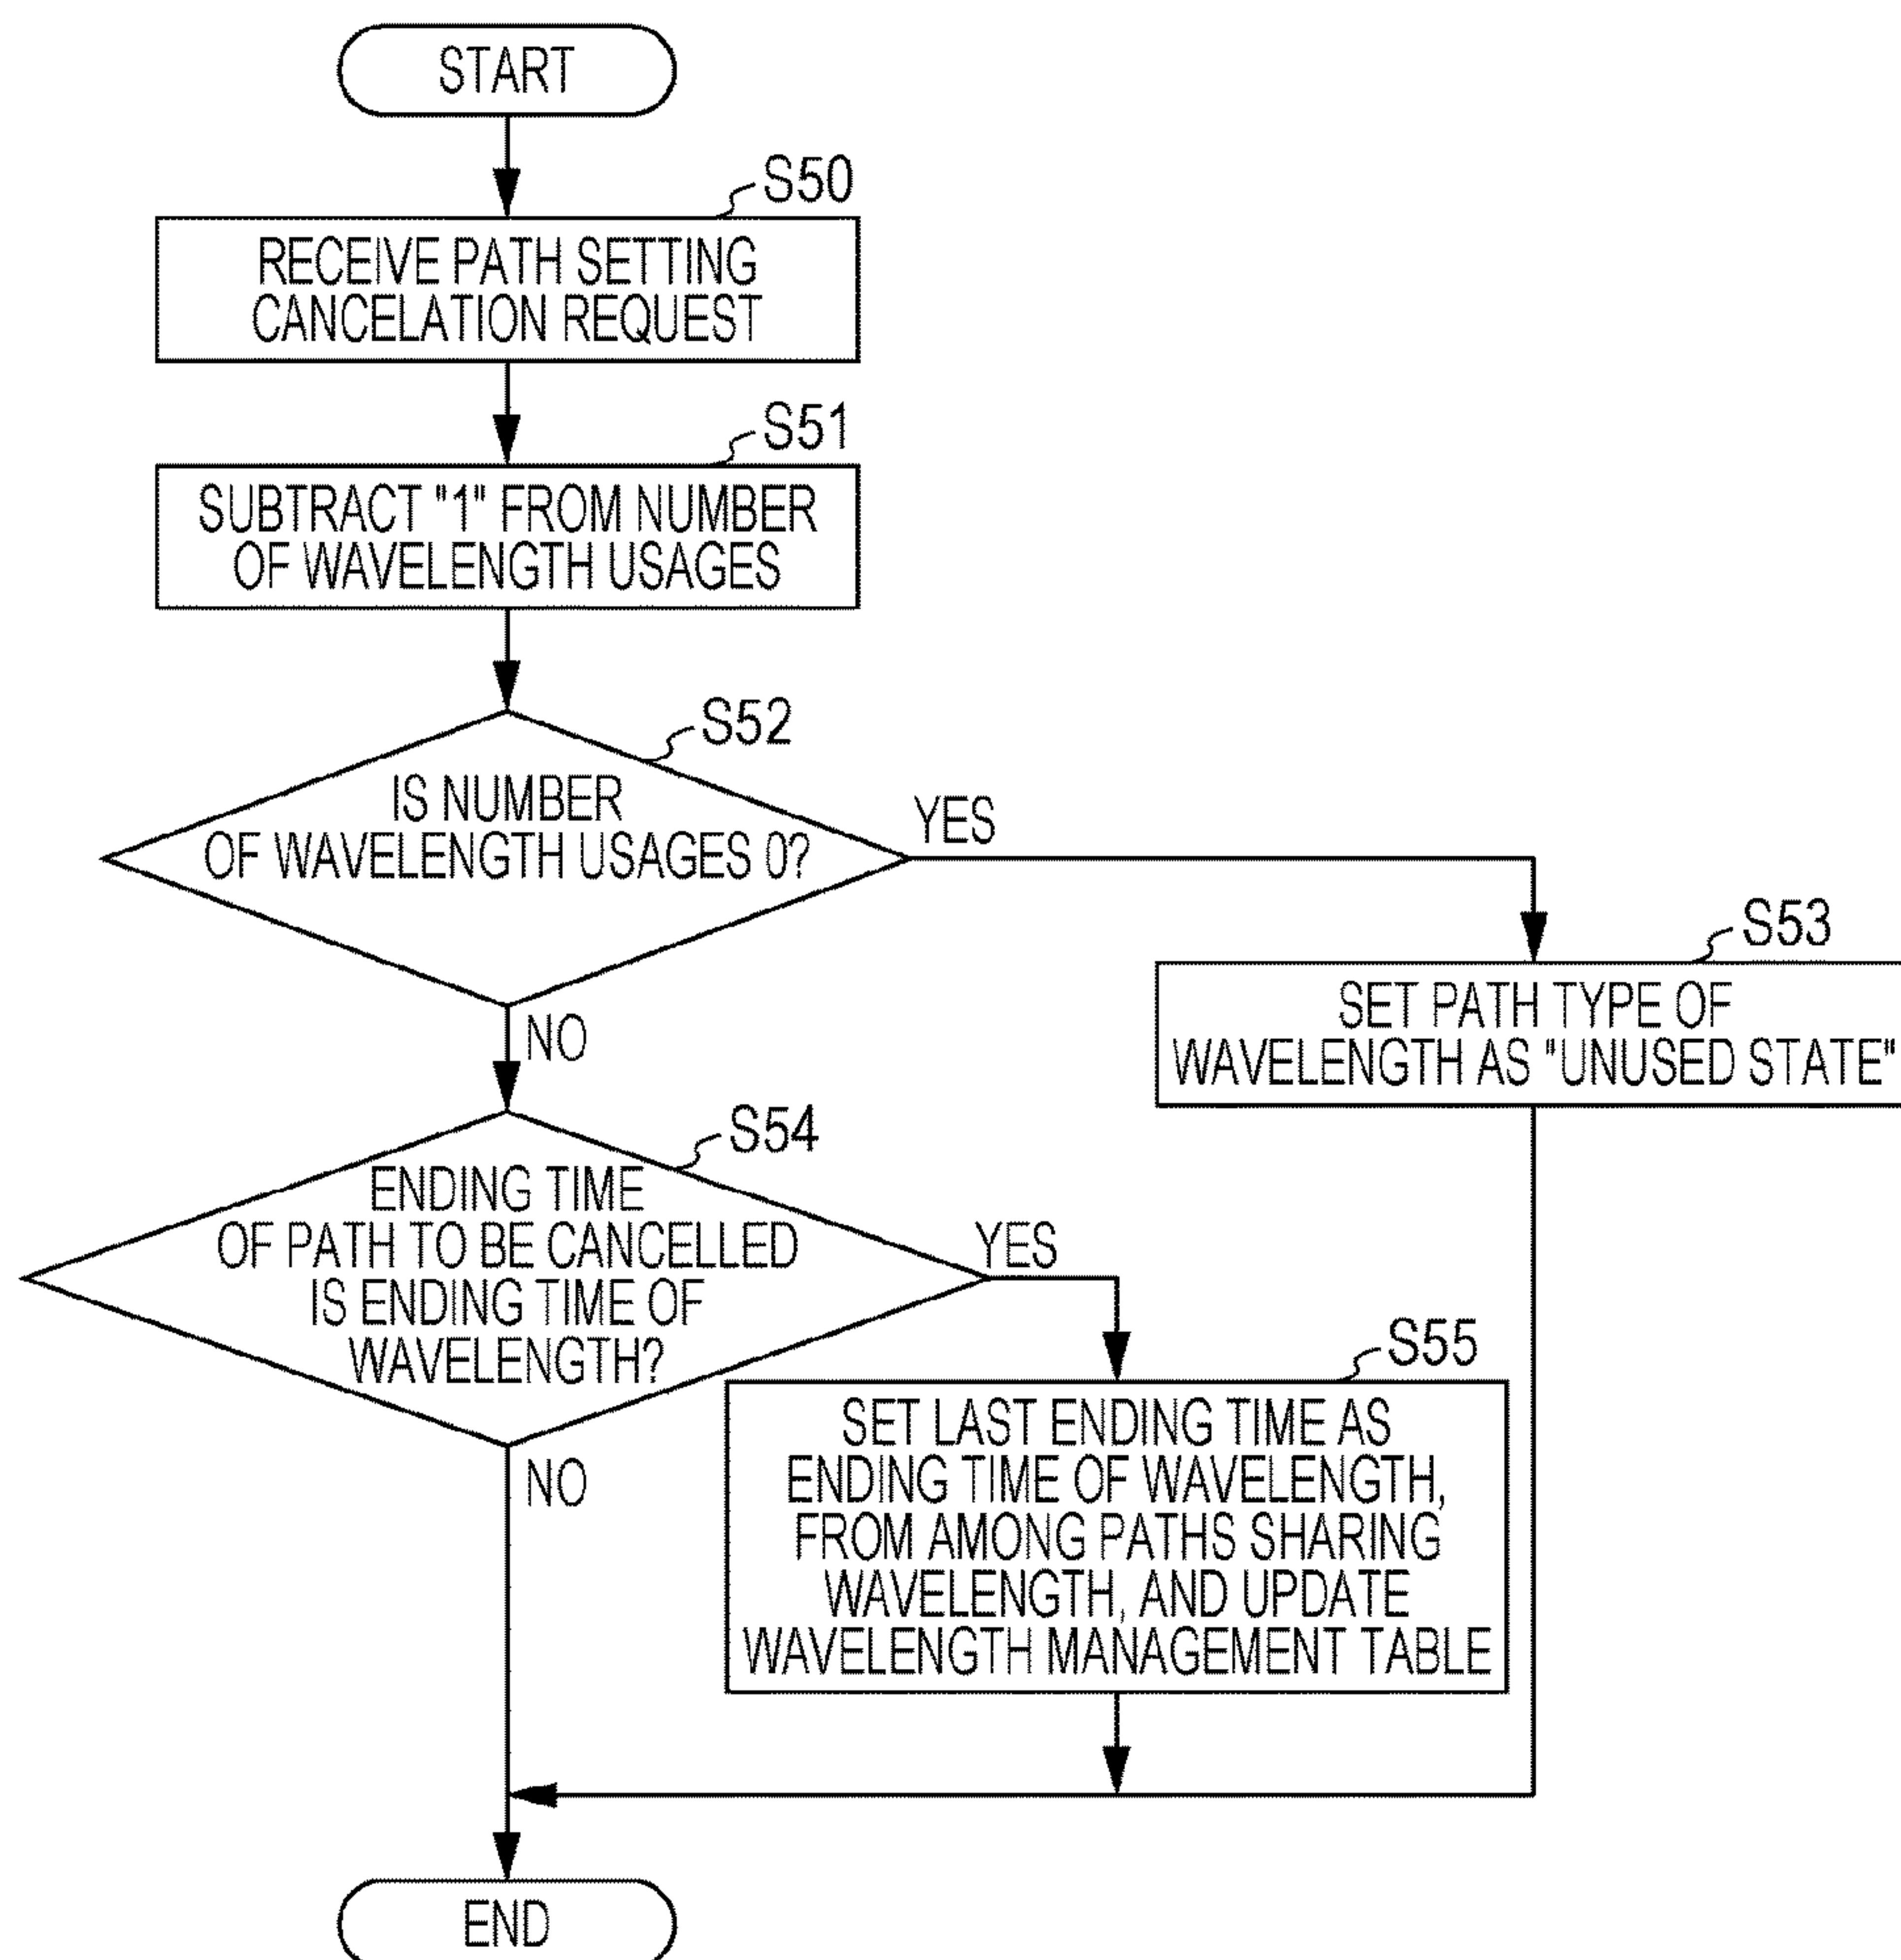 START
S50
RECEIVE PATH SETTING
CANCELATION REQUEST
S51
SUBTRACT "1" FROM NUMBER
OF WAVELENGTH USAGES
S52
IS NUMBER
OF WAVELENGTH USAGES 0?
YES
NO
S53
SET PATH TYPE OF
WAVELENGTH AS "UNUSED STATE"
S54
ENDING TIME
OF PATH TO BE CANCELLED
IS ENDING TIME OF
WAVELENGTH?
YES
NO
S55
SET LAST ENDING TIME AS
ENDING TIME OF WAVELENGTH,
FROM AMONG PATHS SHARING
WAVELENGTH, AND UPDATE
WAVELENGTH MANAGEMENT TABLE
END